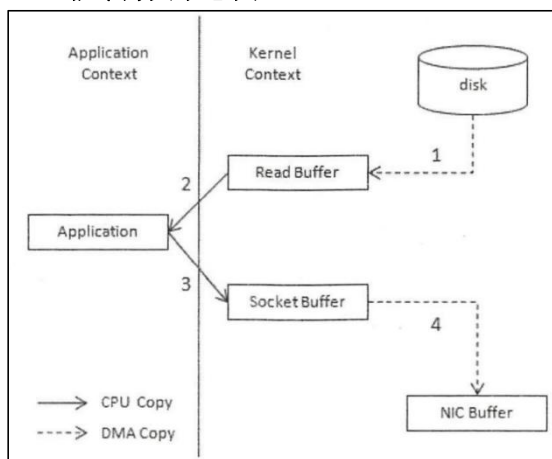 Application
Context
Kernel
Context
disk
1
2
Read Buffer
Application
3
Socket Buffer
4
CPU Copy
DMA Copy
NIC Buffer